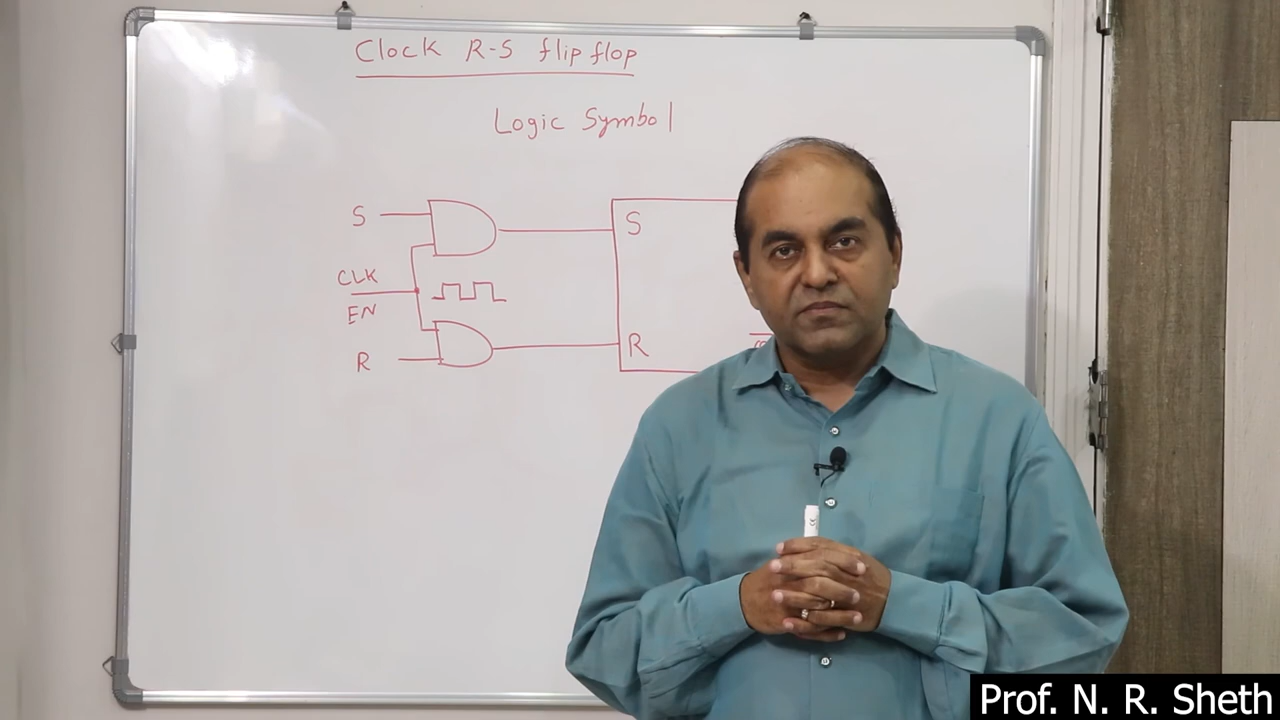 Clock R-S flip flop
Logic Symbol
S
S
CLK
EN
R
R
Prof. N. R. Sheth